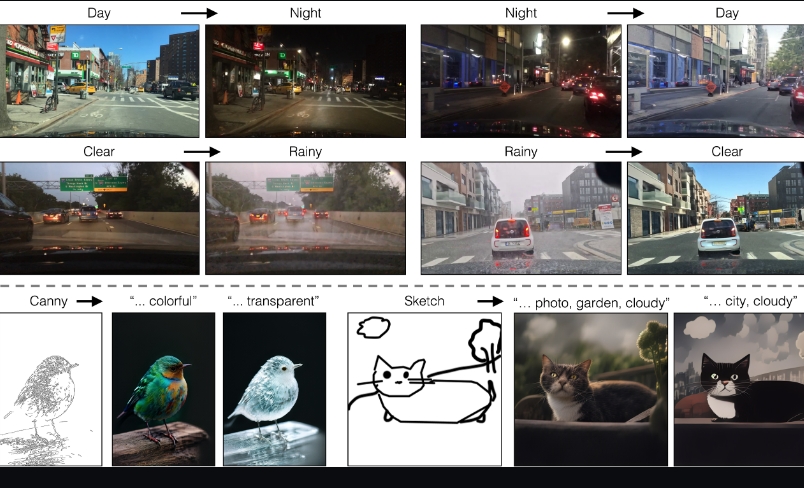 Day Night Night Day
Clear Rainy Rainy Clear
Canny "... colorful" "... transparent" Sketch "... photo, garden, cloudy" "... city, cloudy"